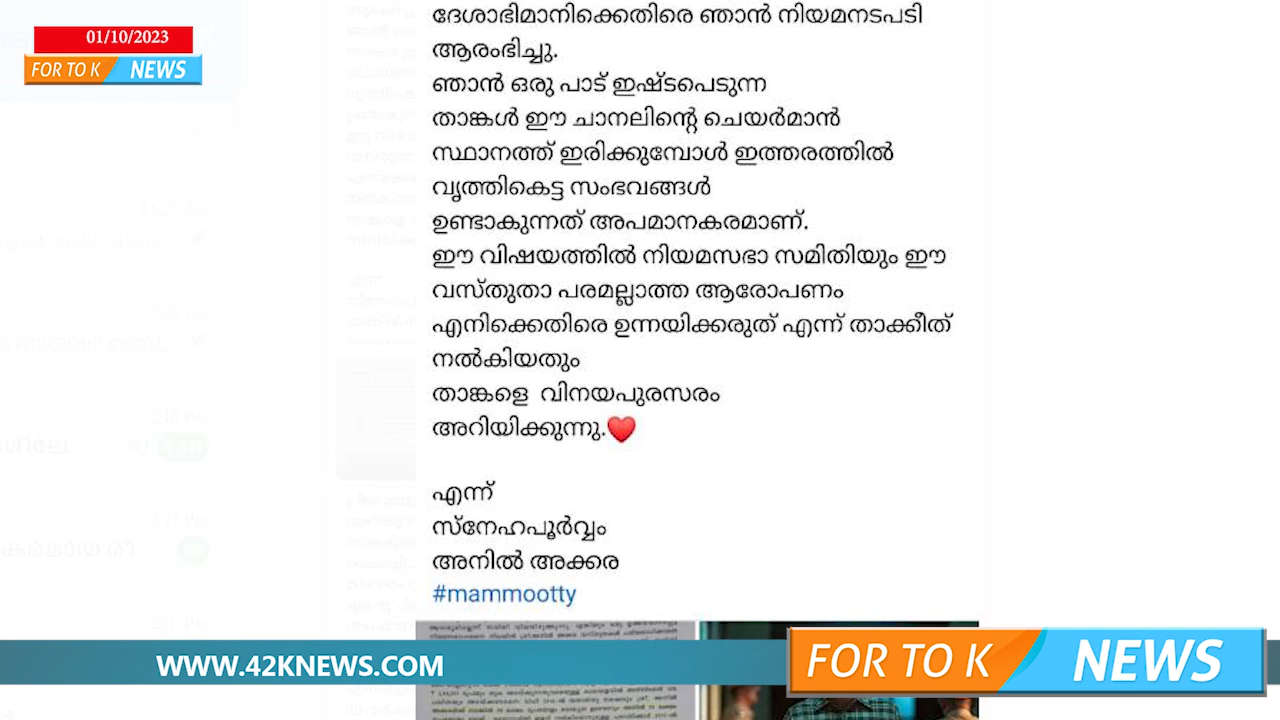 01/10/2023
FOR TO K NEWS
ദേശാഭിമാനിക്കെതിരെ ഞാൻ നിയമനടപടി
ആരംഭിച്ചു.
ഞാൻ ഒരു പാട് ഇഷ്ടപെടുന്ന
താങ്കൾ ഈ ചാനലിന്റെ ചെയർമാൻ
സ്ഥാനത്ത് ഇരിക്കുമ്പോൾ ഇത്തരത്തിൽ
വൃത്തികെട്ട സംഭവങ്ങൾ
ഉണ്ടാകുന്നത് അപമാനകരമാണ്.
ഈ വിഷയത്തിൽ നിയമസഭാ സമിതിയും ഈ
വസ്തുതാ പരമല്ലാത്ത ആരോപണം
എനിക്കെതിരെ ഉന്നയിക്കരുത് എന്ന് താക്കീത്
നൽകിയതും
താങ്കളെ വിനയപുരസരം
അറിയിക്കുന്നു.❤️
എന്ന്
സ്നേഹപൂർവ്വം
അനിൽ അക്കര
#mammootty
WWW.42KNEWS.COM
FOR TO K NEWS